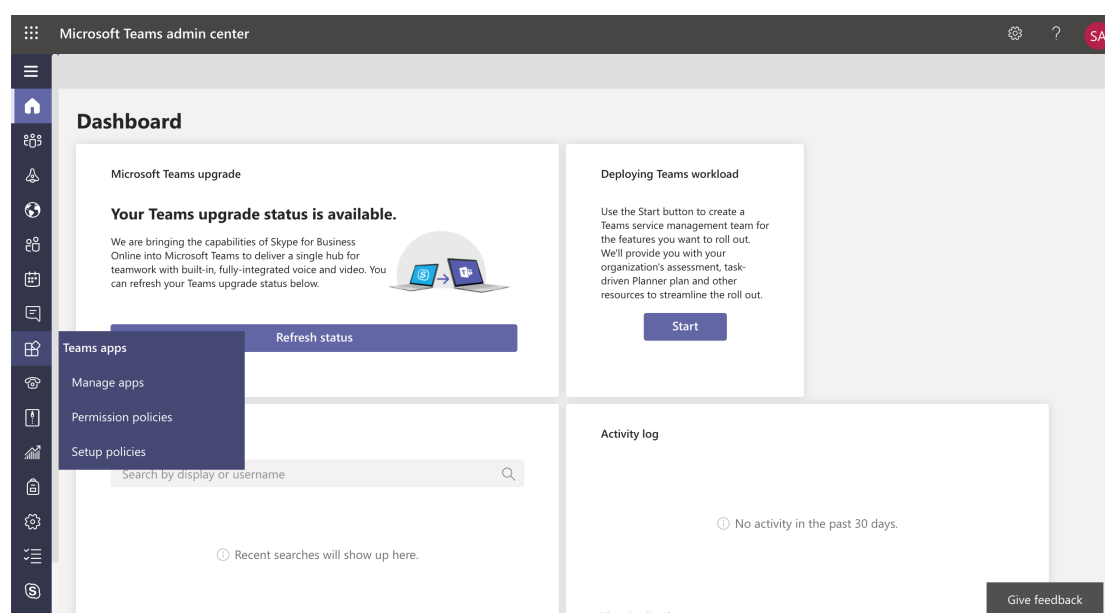 Microsoft Teams admin center
?
SA
Dashboard
Microsoft Teams upgrade
Your Teams upgrade status is available.
We are bringing the capabilities of Skype for Business
Online into Microsoft Teams to deliver a single hub for
teamwork with built-in, fully-integrated voice and video. You
can refresh your Teams upgrade status below.
Refresh status
Deploying Teams workload
Use the Start button to create a
Teams service management team for
the features you want to roll out.
We'll provide you with your
organization's assessment, task-
driven Planner plan and other
resources to streamline the roll out.
Start
Teams apps
Manage apps
Permission policies
Setup policies
Search by display or username
Recent searches will show up here.
Activity log
No activity in the past 30 days.
Give feedback